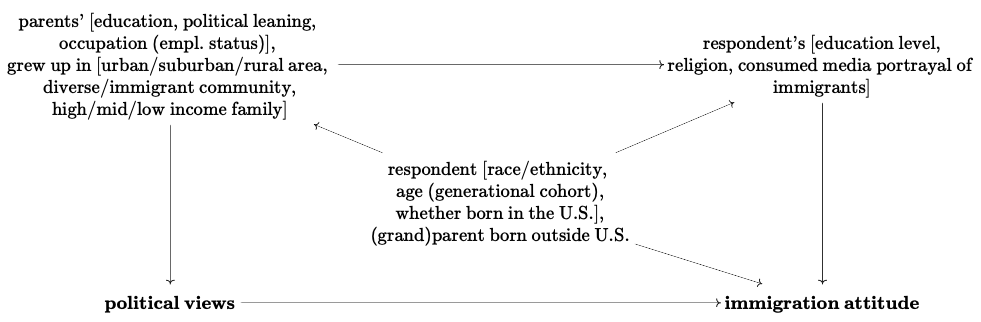 parents’ [education, political leaning,
occupation (empl. status)],
grew up in [urban/suburban/rural area,
diverse/immigrant community,
high/mid/low income family]
respondent’s [education level,
religion, consumed media portrayal of
immigrants]
respondent [race/ethnicity,
age (generational cohort),
whether born in the U.S.],
(grand)parent born outside U.S.
political views
immigration attitude